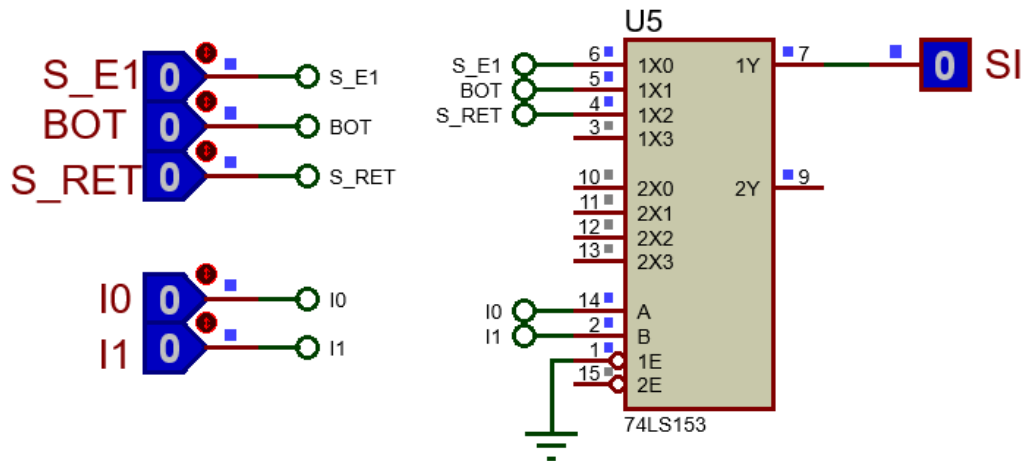 S_E1 0 S_E1
BOT 0 BOT
S_RET 0 S_RET
I0 0 I0
I1 0 I1
U5
S_E1 6 1X0 1Y 7 0 SI
BOT 5 1X1
S_RET 4 1X2
3 1X3
10 2X0 2Y 9
11 2X1
12 2X2
13 2X3
I0 14 A
I1 2 B
1 1E
15 2E
74LS153